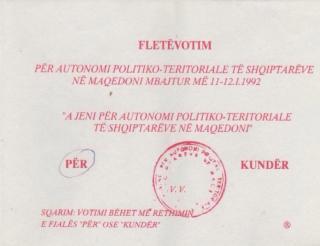 FLETËVOTIM
PËR AUTONOMI POLITIKO-TERITORIALE TË SHQIPTARËVE
NË MAQEDONI MBAJTUR MË 11-12.I.1992
"A JENI PËR AUTONOMI POLITIKO-TERITORIALE
TË SHQIPTARËVE NË MAQEDONI"
PËR
KUNDËR
V.V.
SQARIM: VOTIMI BËHET ME RETHIMIN
E FJALËS "PËR" OSE "KUNDËR"
®